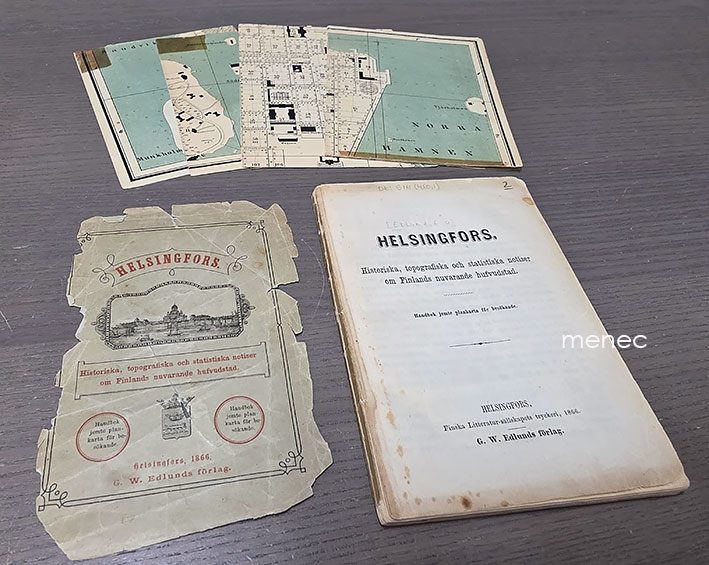 NORRA
HAMNEN
HELSINGFORS.
Historiska, topografiska och statistiska notiser
om Finlands nuvarande hufvudstad.
Handbok
jemte plan-
karta för be-
sökande.
Handbok
jemte plan
karta för be-
sökande.
Helsingfors, 1866.
G. W. Edlunds förlag.
2
HELSINGFORS.
Historiska, topografiska och statistiska notiser
om Finlands nuvarande hufvudstad.
Handbok jemte plankarta för besökande.
HELSINGFORS,
Finska Litteratur-sällskapets tryckeri, 1866.
G. W. Edlunds förlag.
menec